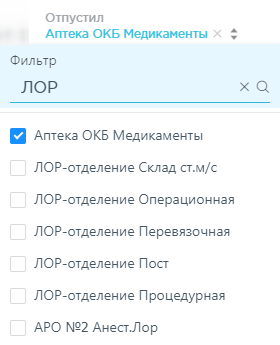 Отпустил
Аптека ОКБ Медикаменты
Фильтр
ЛОР
Аптека ОКБ Медикаменты
ЛОР-отделение Склад ст.м/с
ЛОР-отделение Операционная
ЛОР-отделение Перевязочная
ЛОР-отделение Пост
ЛОР-отделение Процедурная
АРО №2 Анест.Лор